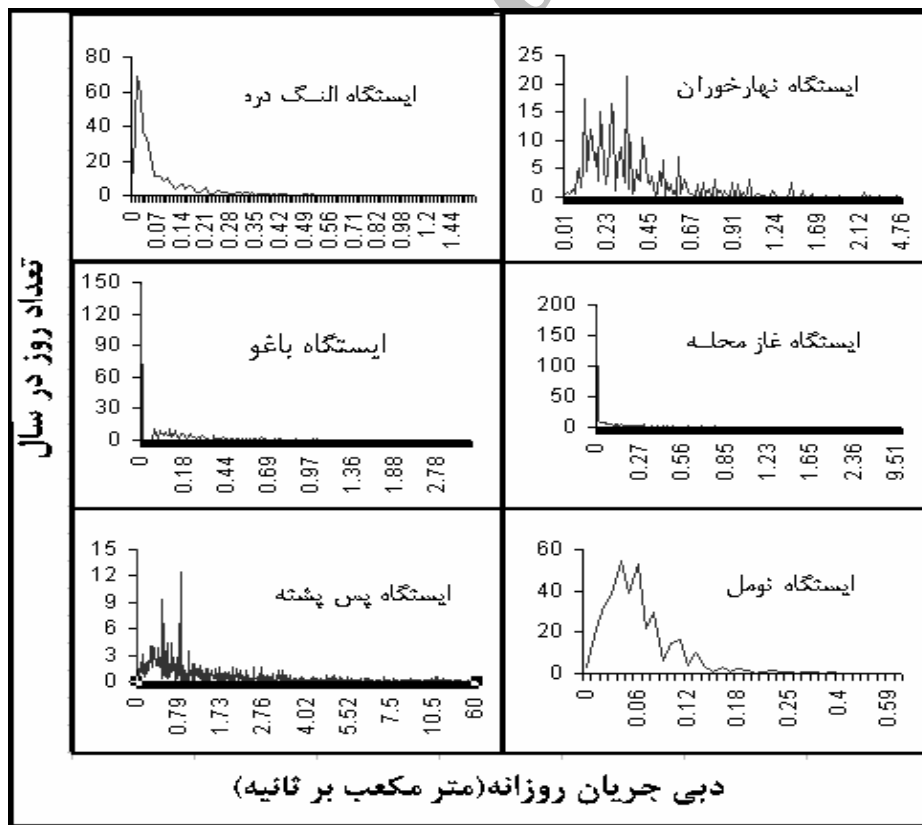 80
60
40
20
0
ایستگاه النگ دره
0 0.07 0.14 0.21 0.28 0.35 0.42 0.49 0.56 0.71 0.82 0.98 1.2 1.44
25
20
15
10
5
0
ایستگاه نهارخوران
0.01 0.23 0.45 0.67 0.91 1.24 1.69 2.12 4.76
150
120
90
60
30
0
ایستگاه باغو
0 0.18 0.44 0.69 0.97 1.36 1.88 2.78
200
150
100
50
0
ایستگاه غاز محله
0 0.27 0.56 0.85 1.23 1.65 2.36 9.51
15
12
9
6
3
0
ایستگاه پس پشته
0 0.79 1.73 2.76 4.02 5.52 7.5 10.5 60
60
40
20
0
ایستگاه نومل
0 0.06 0.12 0.18 0.25 0.4 0.59
تعداد روز در سال
دبی جریان روزانه(متر مکعب بر ثانیه)